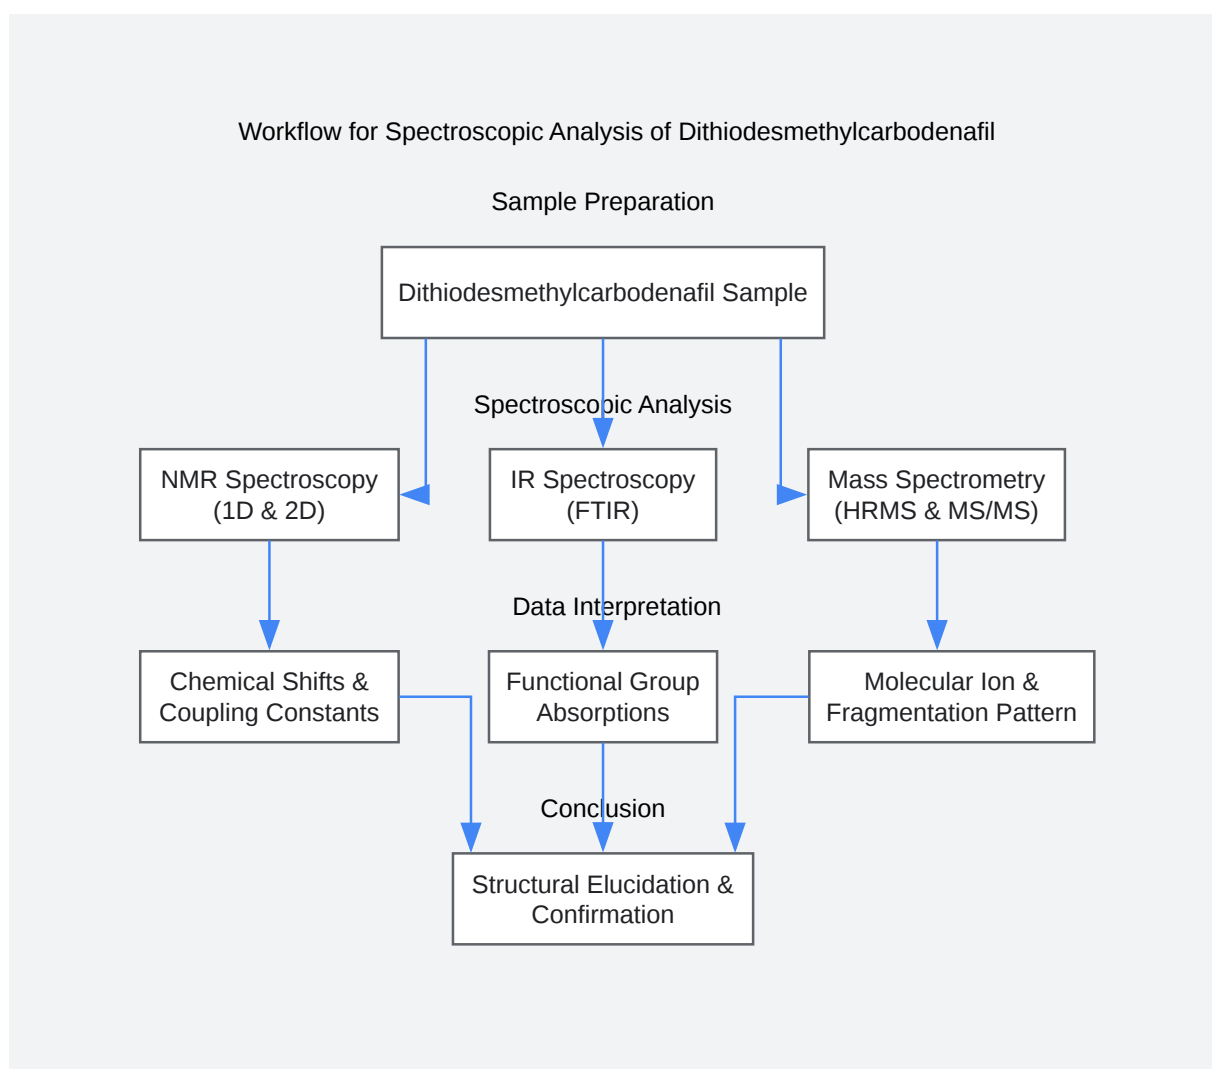 Workflow for Spectroscopic Analysis of Dithiodesmethylcarbodenafil
Sample Preparation
Dithiodesmethylcarbodenafil Sample
Spectroscopic Analysis
NMR Spectroscopy
(1D & 2D)
IR Spectroscopy
(FTIR)
Mass Spectrometry
(HRMS & MS/MS)
Data Interpretation
Chemical Shifts &
Coupling Constants
Functional Group
Absorptions
Molecular Ion &
Fragmentation Pattern
Conclusion
Structural Elucidation &
Confirmation